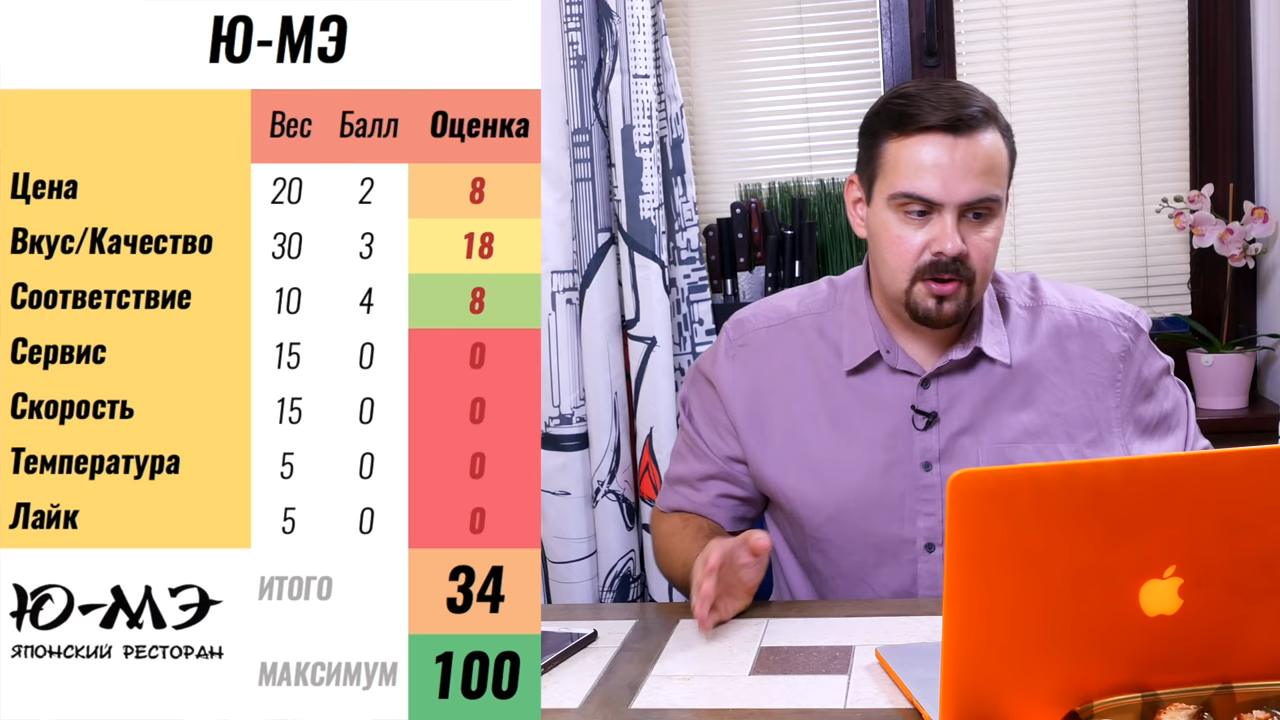 Ю-МЭ
Вес Балл Оценка
Цена 20 2 8
Вкус/Качество 30 3 18
Соответствие 10 4 8
Сервис 15 0 0
Скорость 15 0 0
Температура 5 0 0
Лайк 5 0 0
Ю-МЭ
ЯПОНСКИЙ РЕСТОРАН
ИТОГО 34
МАКСИМУМ 100